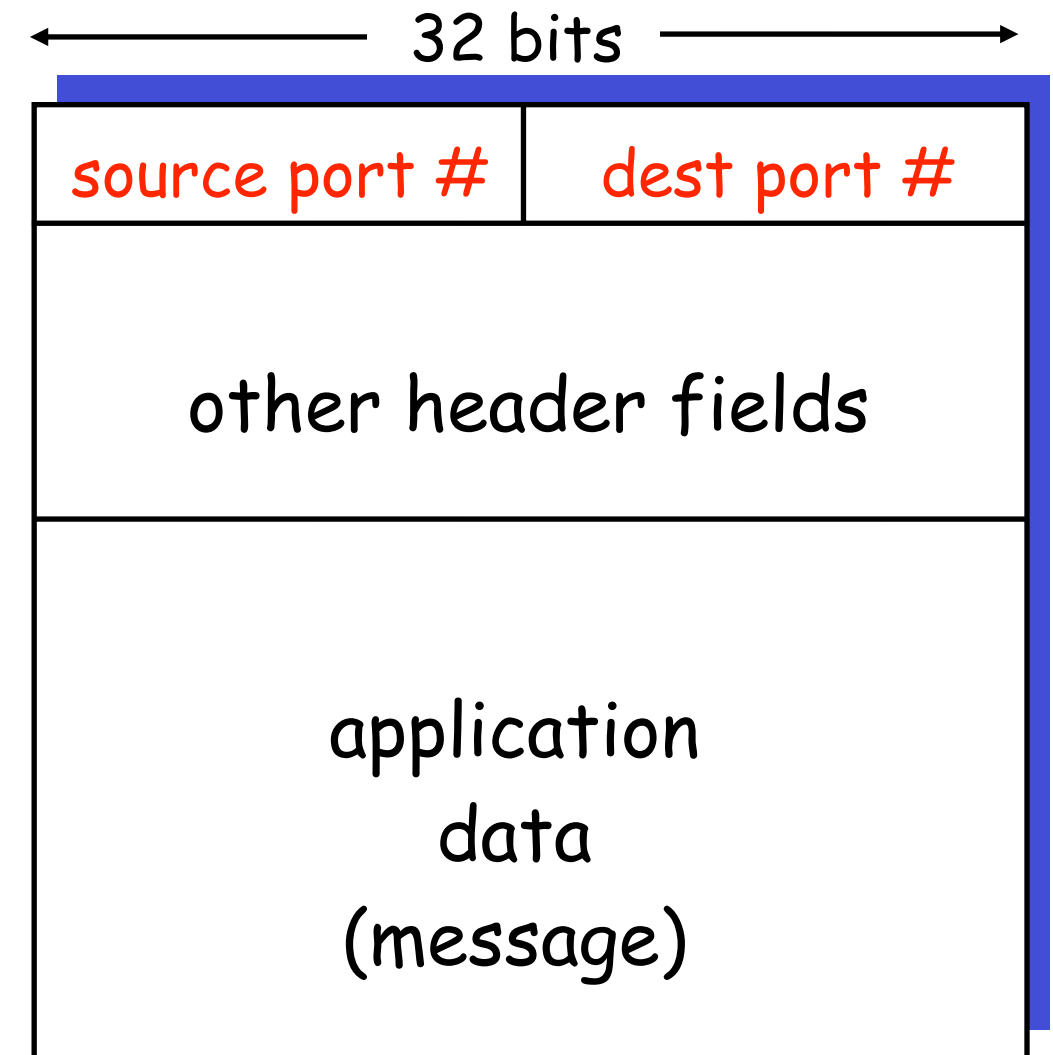 32 bits
source port # dest port #
other header fields
application
data
(message)